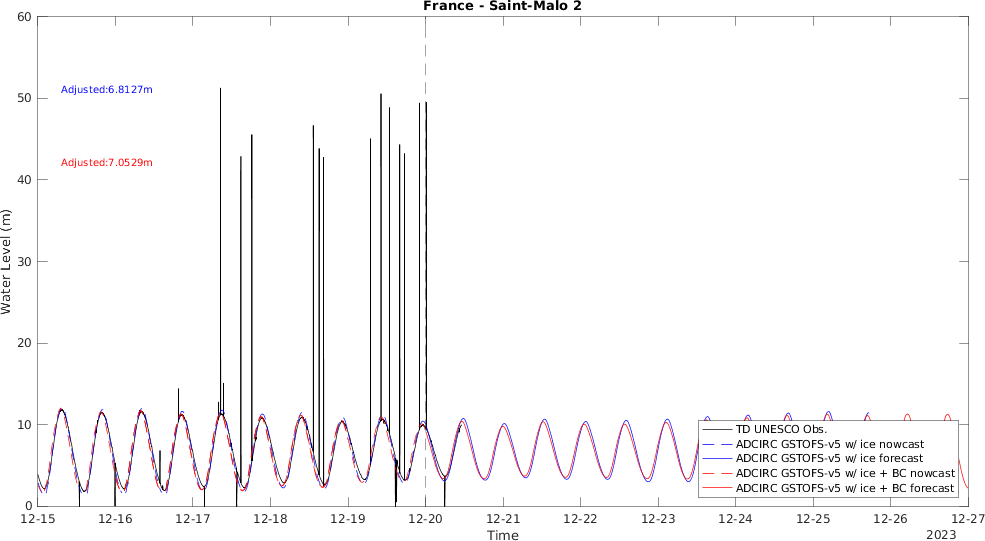 France - Saint-Malo 2
60
50
40
30
20
10
0
Water Level (m)
Adjusted:6.8127m
Adjusted:7.0529m
TD UNESCO Obs.
ADCIRC GSTOFS-v5 w/ ice nowcast
ADCIRC GSTOFS-v5 w/ ice forecast
ADCIRC GSTOFS-v5 w/ ice + BC nowcast
ADCIRC GSTOFS-v5 w/ ice + BC forecast
12-15 12-16 12-17 12-18 12-19 12-20 12-21 12-22 12-23 12-24 12-25 12-26 12-27
Time
2023